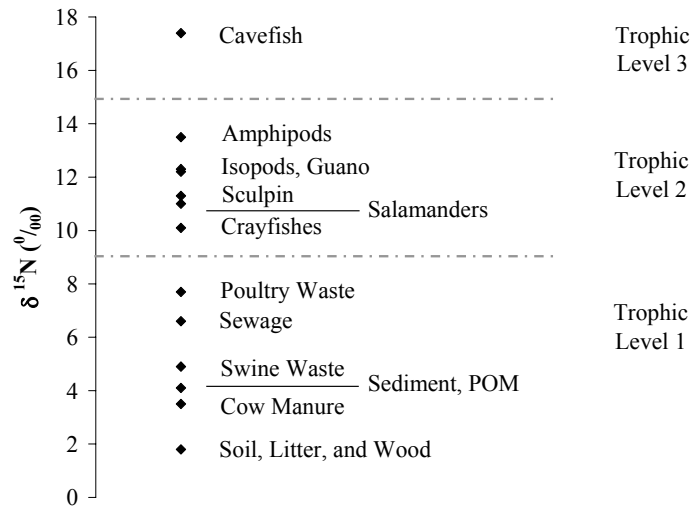 18
16
14
12
10
8
6
4
2
0
δ ¹⁵N (⁰/₀₀)
Cavefish
Amphipods
Isopods, Guano
Sculpin
Salamanders
Crayfishes
Poultry Waste
Sewage
Swine Waste
Sediment, POM
Cow Manure
Soil, Litter, and Wood
Trophic
Level 3
Trophic
Level 2
Trophic
Level 1